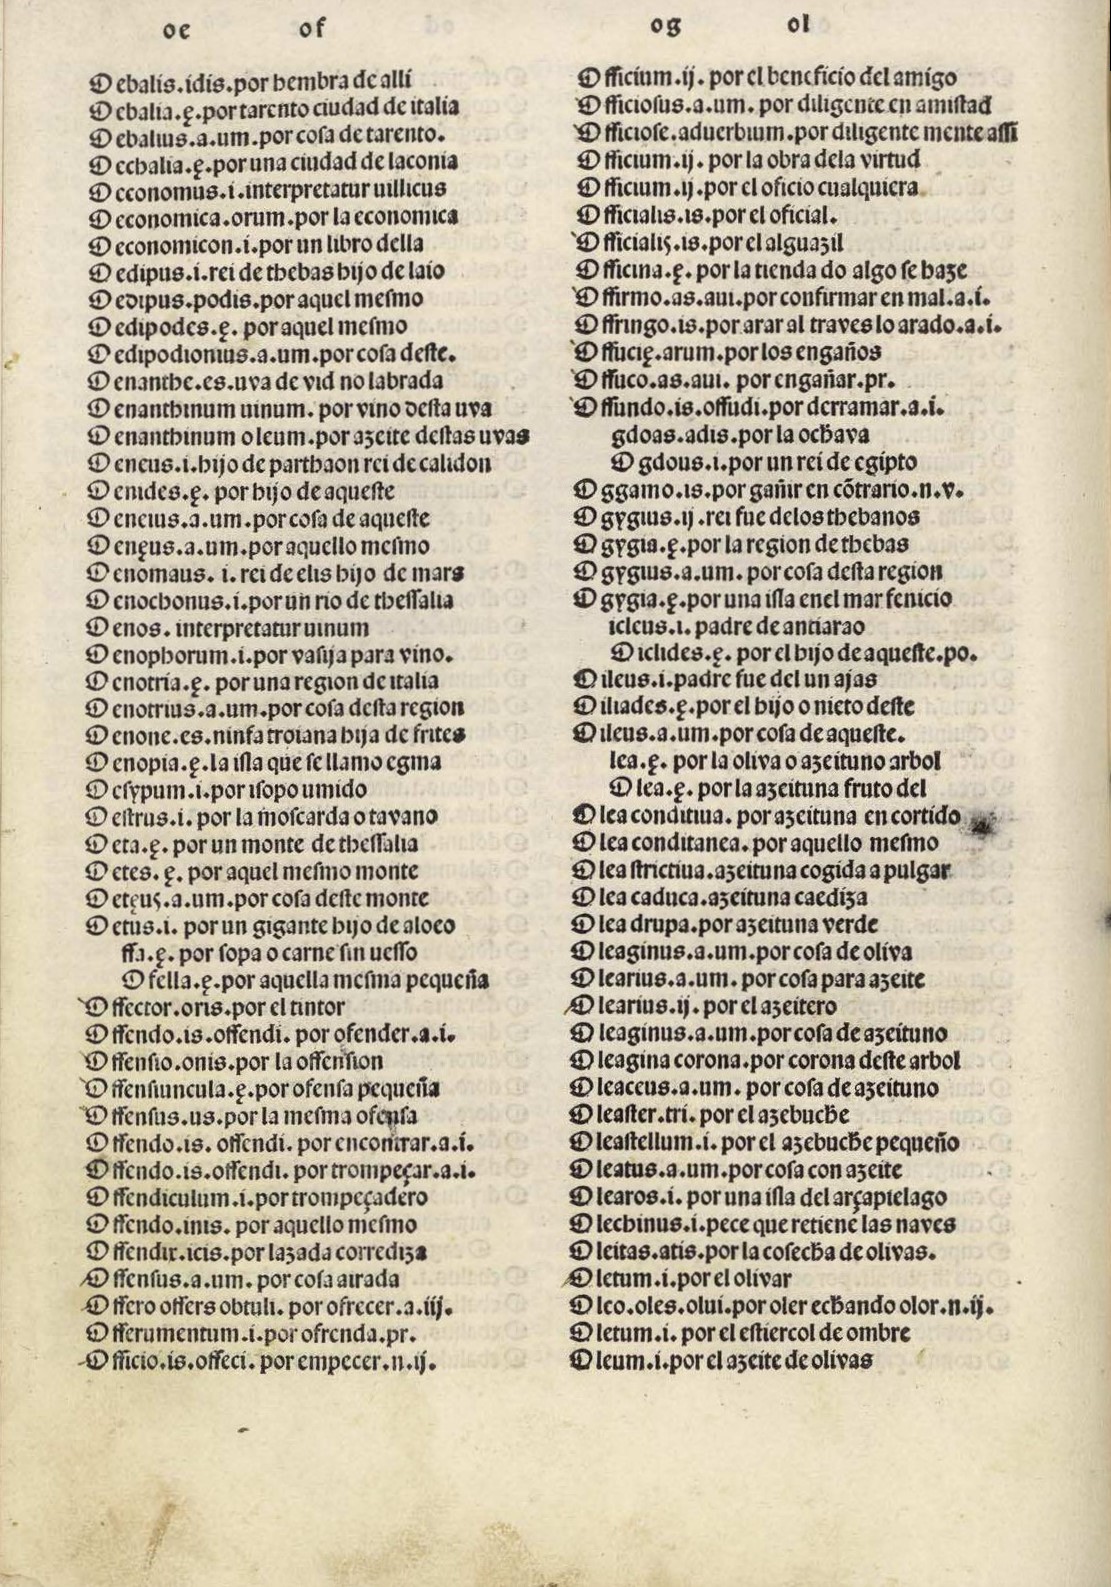 oe of
Oebalis.idis.por hembra de alli
Oebalia.ę.por tarento ciudad de italia
Oebalius.a.um.por cosa de tarento.
Oechalia.ę.por una ciudad de laconia
Oeconomus.i.interpretatur uillicus
Oeconomica.orum.por la economica
Oeconomicon.i.por un libro della
Oedipus.i.rei de thebas hijo de laio
Oedipus.podis.por aquel mesmo
Oedipodes.ę. por aquel mesmo
Oedipodionius.a.um.por cosa deste.
Oenanthe.es.uva de vid no labrada
Oenanthinum uinum. por vino desta uva
Oenanthinum oleum.por azeite destas uvas
Oeneus.i.hijo de parthaon rei de calidon
Oenides.ę. por hijo de aqueste
Oeneius.a.um.por cosa de aqueste
Oenęus.a.um.por aquello mesmo
Oenomaus. i. rei de elis hijo de mars
Oenochonus.i.por un rio de thessalia
Oenos. interpretatur uinum
Oenophorum.i.por vasija para vino.
Oenotria.ę. por una region de italia
Oenotrius.a.um.por cosa desta region
Oenone.es.ninfa troiana hija de frites
Oenopia.ę.la isla que se llamo egina
Oesypum.i.por isopo umido
Oestrus.i. por la moscarda o tavano
Oeta.ę. por un monte de thessalia
Oetes. ę. por aquel mesmo monte
Oetęus.a.um.por cosa deste monte
Oetus.i. por un gigante hijo de aloeo
ffa.ę. por sopa o carne sin uesso
Ofella.ę.por aquella mesma pequeña
Offector.oris.por el tintor
Offendo.is.offendi. por ofender.a.i.
Offensio.onis.por la offension
Offensiuncula.ę.por ofensa pequeña
Offensus.us.por la mesma ofensa
Offendo.is. offendi. por encontrar.a.i.
Offendo.is.offendi. por trompeçar.a.i.
Offendiculum.i.por trompeçadero
Offendo.inis. por aquello mesmo
Offendix.icis.por lazada corrediza
Offensus.a.um. por cosa airada
Offero offers obtuli. por ofrecer.a.iij.
Offerumentum.i.por ofrenda.pr.
Officio.is.offeci. por empecer.n.ij.
og ol
Officium.ij. por el beneficio del amigo
Officiosus.a.um. por diligente en amistad
Officiose.aduerbium.por diligente mente assi
Officium.ij. por la obra dela virtud
Officium.ij.por el oficio cualquiera
Officialis.is.por el oficial.
Officialis.is.por el alguazil
Officina.ę. por la tienda do algo se haze
Offirmo.as.aui.por confirmar en mal.a.i.
Offringo.is.por arar al traves lo arado.a.i.
Offucię.arum.por los engaños
Offuco.as.aui. por engañar.pr.
Offundo.is.offudi.por derramar.a.i.
gdoas.adis.por la ochava
Ogdous.i.por un rei de egipto
Oggamo.is.por gañir en cõtrario.n.v.
Ogygius.ij.rei fue delos thebanos
Ogygia.ę.por la region de thebas
Ogygius.a.um. por cosa desta region
Ogygia.ę.por una isla enel mar fenicio
icleus.i. padre de antiarao
Oiclides.ę. por el hijo de aqueste.po.
Oileus.i.padre fue del un ajas
Oiliades.ę.por el hijo o nieto deste
Oileus.a.um.por cosa de aqueste.
lea.ę. por la oliva o azeituno arbol
Olea.ę. por la azeituna fruto del
Olea conditiua. por azeituna en cortido
Olea conditanea. por aquello mesmo
Olea strictiua.azeituna cogida a pulgar
Olea caduca.azeituna caediza
Olea drupa.por azeituna verde
Oleaginus.a.um.por cosa de oliva
Olearius.a.um. por cosa para azeite
Olearius.ij. por el azeitero
Oleaginus.a.um.por cosa de azeituno
Oleagina corona.por corona deste arbol
Oleaceus.a.um. por cosa de azeituno
Oleaster.tri. por el azebuche
Oleastellum.i. por el azebuche pequeño
Oleatus.a.um.por cosa con azeite
Olearos.i. por una isla del arçapielago
Olechinus.i.pece que retiene las naves
Oleitas.atis.por la cosecha de olivas.
Oletum.i.por el olivar
Oleo.oles.olui.por oler echando olor.n.ij.
Oletum.i. por el estiercol de ombre
Oleum.i.por el azeite de olivas